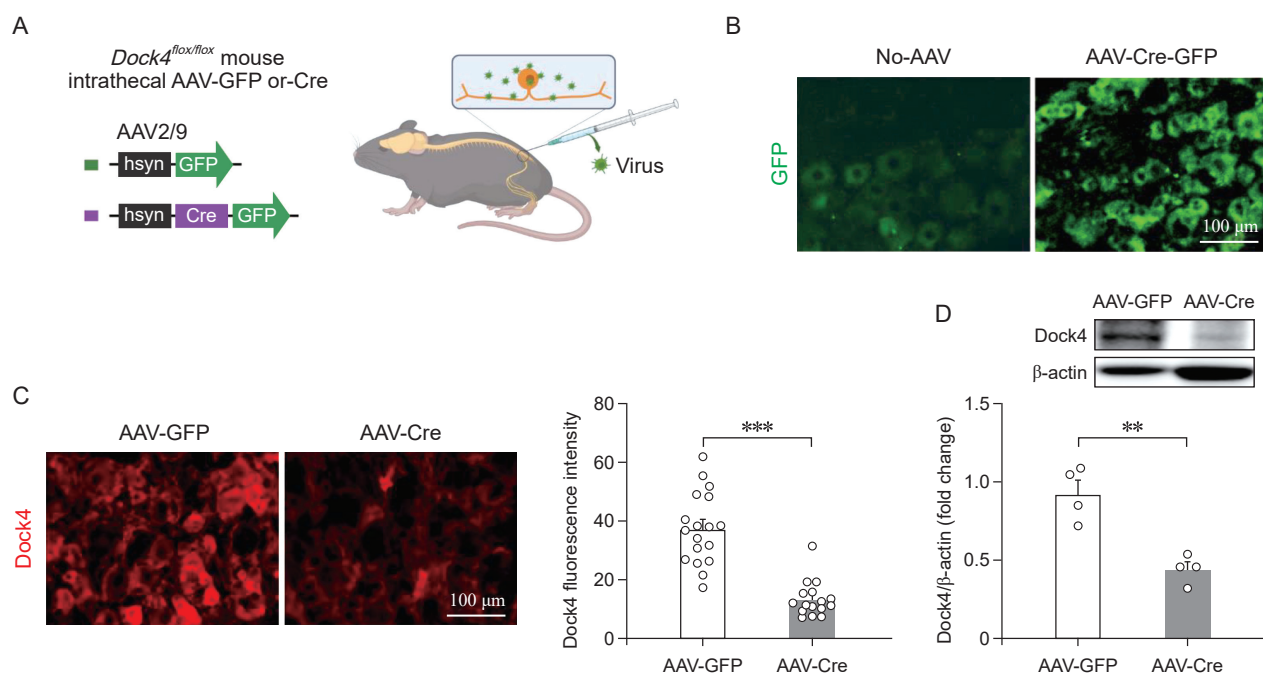 A
Dock4flox/flox mouse
intrathecal AAV-GFP or-Cre
AAV2/9
hsyn GFP
hsyn Cre GFP
Virus
B
No-AAV AAV-Cre-GFP
GFP
100 μm
C
AAV-GFP AAV-Cre
Dock4
100 μm
Dock4 fluorescence intensity
80
60
40
20
0
***
AAV-GFP AAV-Cre
D
AAV-GFP AAV-Cre
Dock4
β-actin
Dock4/β-actin (fold change)
1.5
1.0
0.5
0
**
AAV-GFP AAV-Cre